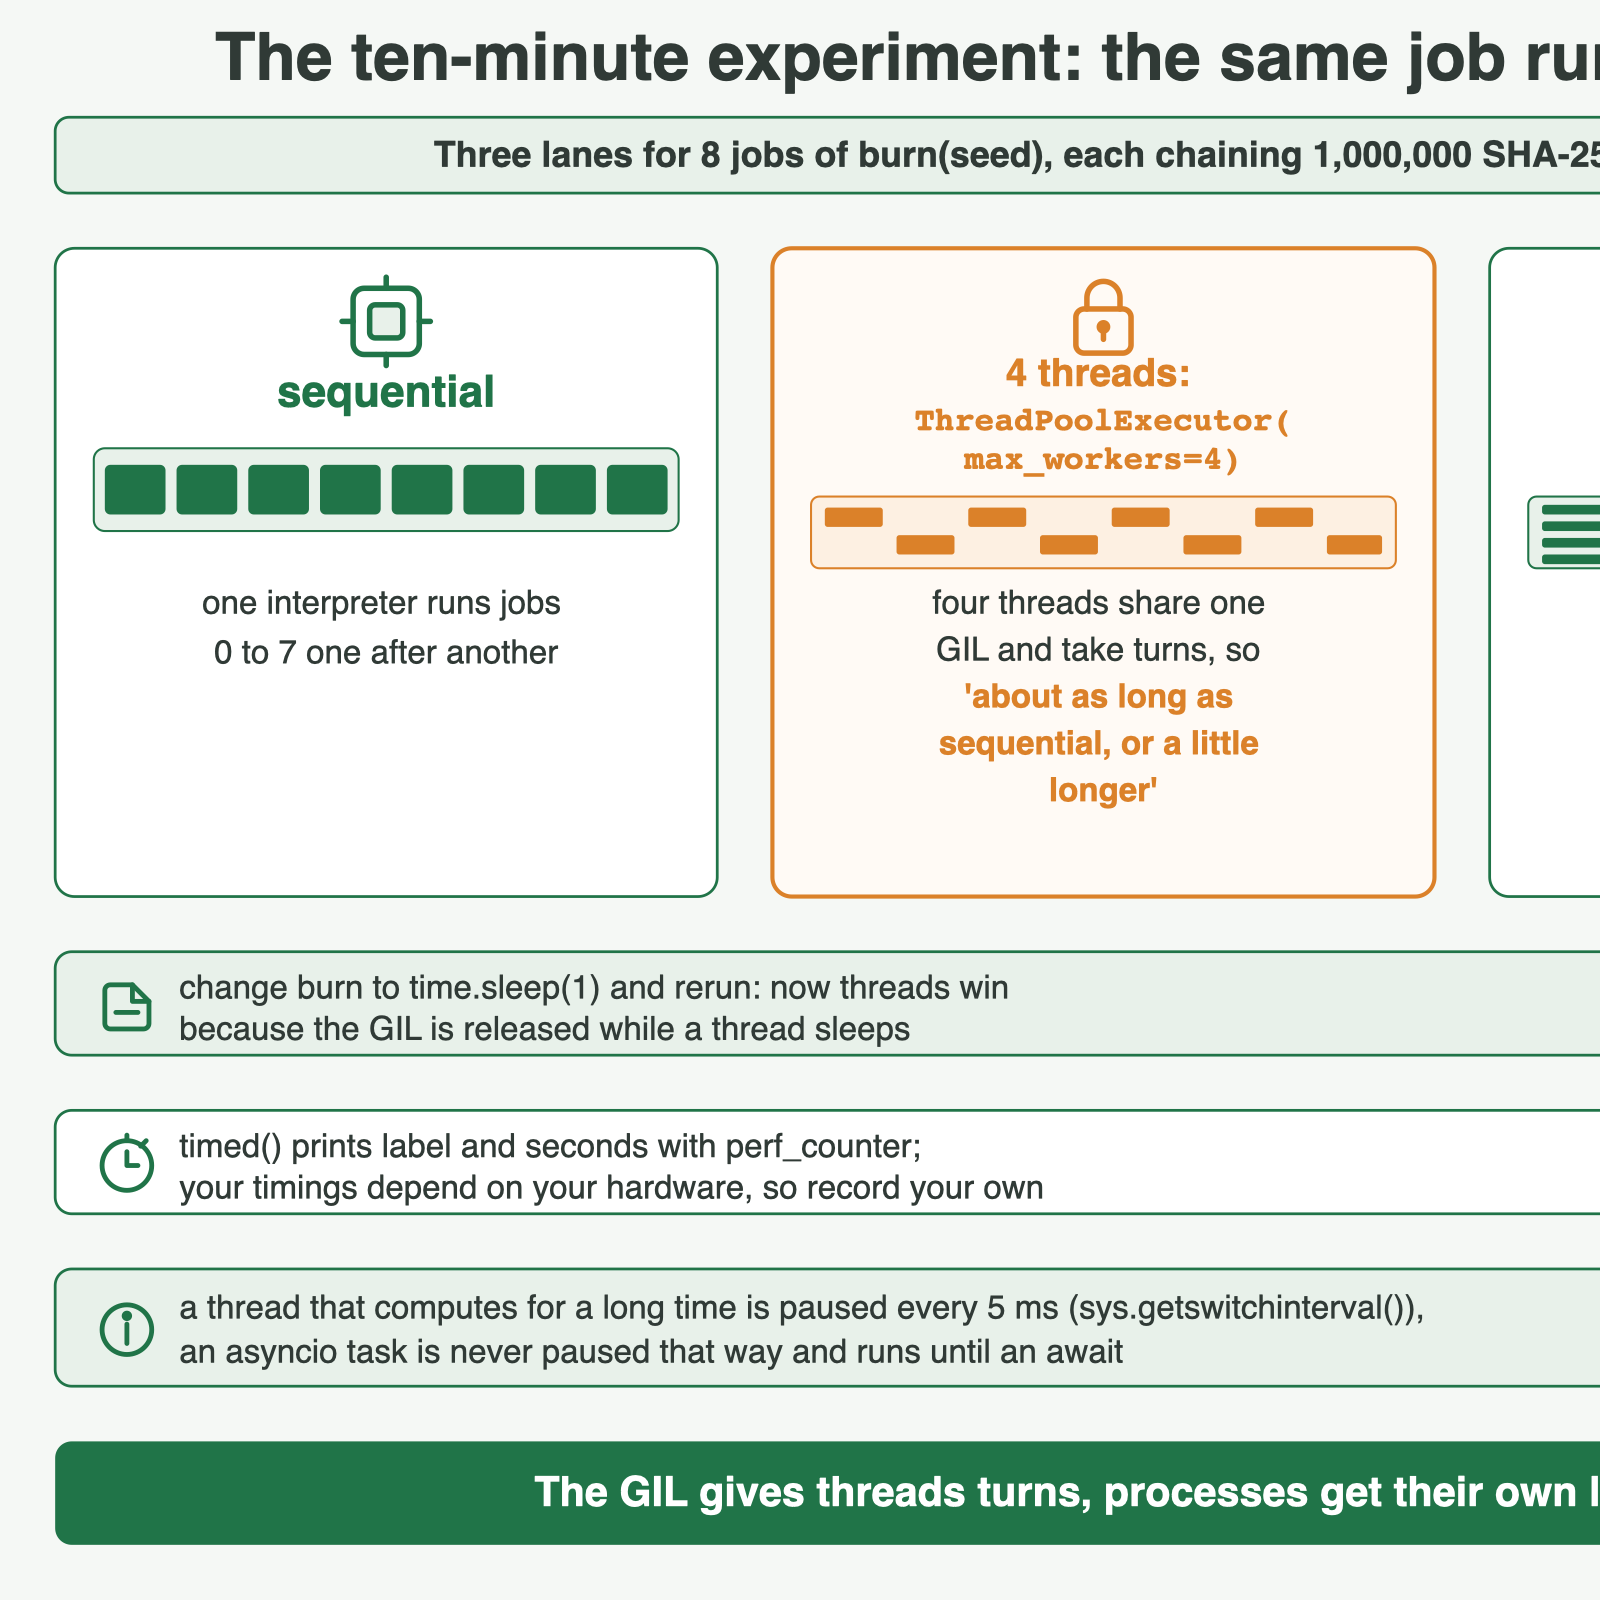 The ten-minute experiment: the same job
Three lanes for 8 jobs of burn(seed), each chaining 1,000,000 SHA-25
sequential
one interpreter runs jobs
0 to 7 one after another
4 threads:
ThreadPoolExecutor(
max_workers=4)
four threads share one
GIL and take turns, so
'about as long as
sequential, or a little
longer'
change burn to time.sleep(1) and rerun: now threads win
because the GIL is released while a thread sleeps
timed() prints label and seconds with perf_counter;
your timings depend on your hardware, so record your own
a thread that computes for a long time is paused every 5 ms (sys.getswitchinterval()),
an asyncio task is never paused that way and runs until an await
The GIL gives threads turns, processes get their own